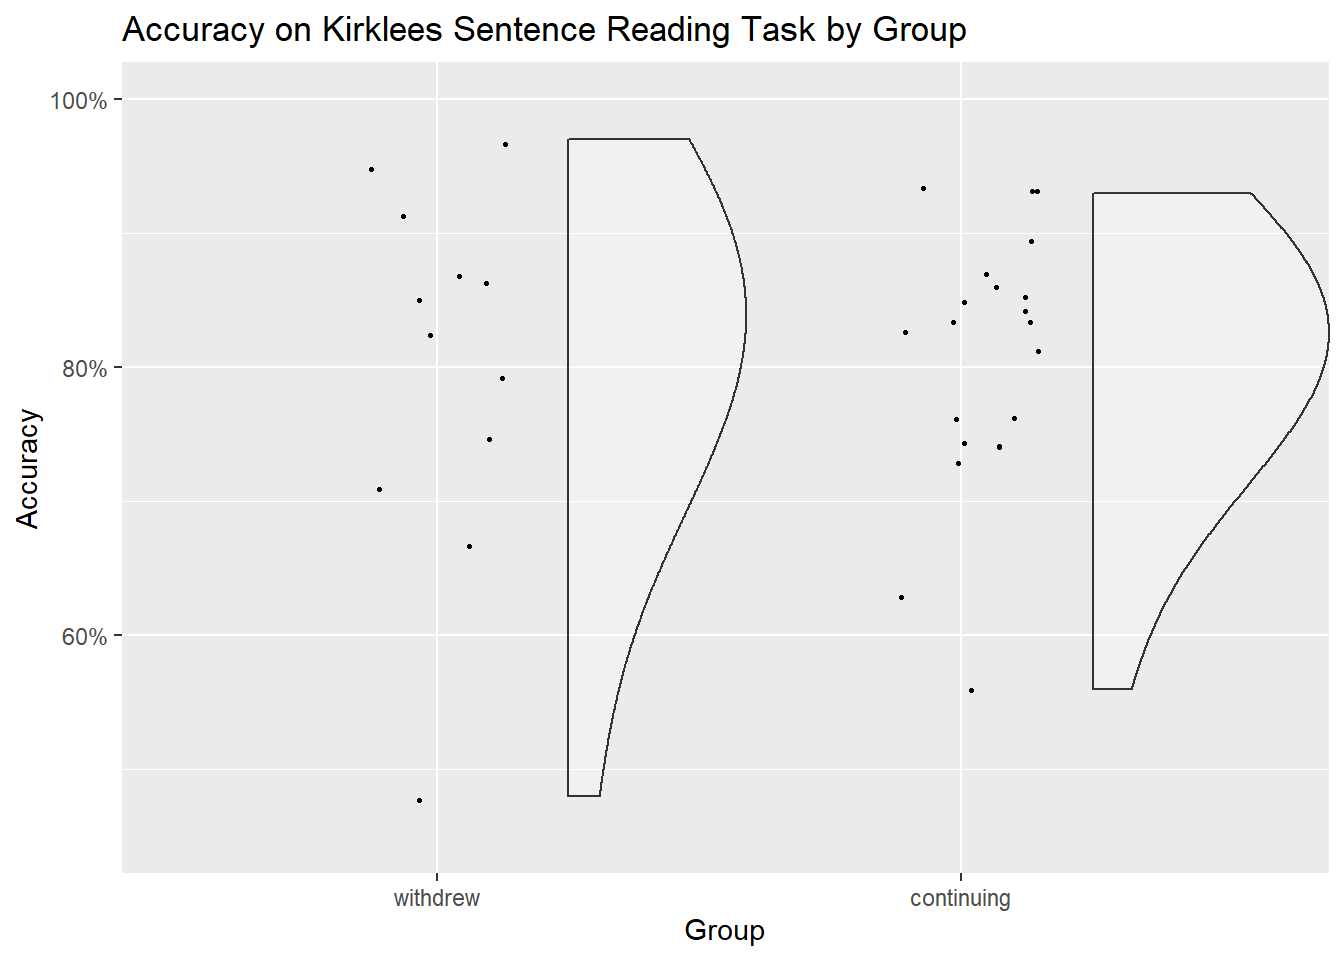 Accuracy on Kirklees Sentence Reading Task by Group
100%
80%
60%
Accuracy
withdrew
continuing
Group